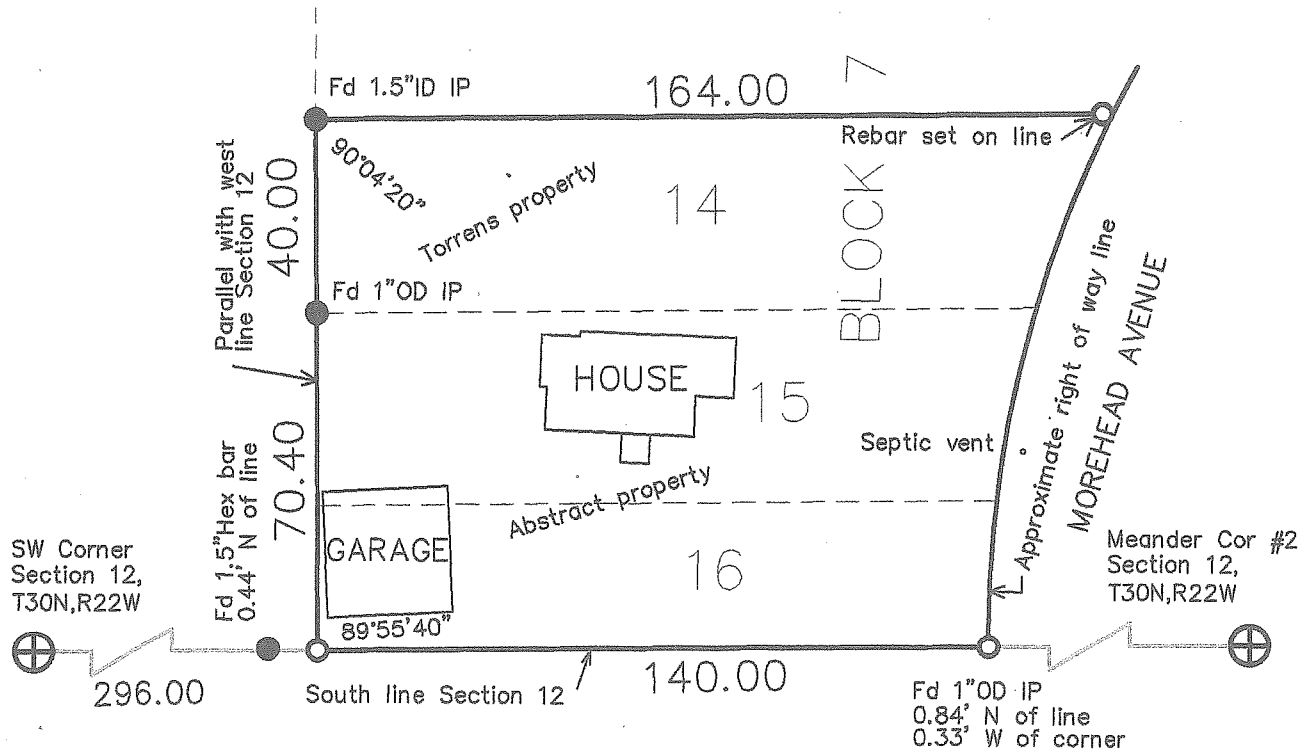 Fd 1.5"ID IP
164.00
7
Rebar set on line
90°04'20"
Parallel with west
line Section 12
40.00
Torrens property
14
BLOCK
Fd 1"OD IP
HOUSE
15
Septic vent
Approximate right of way line
MOREHEAD AVENUE
Fd 1.5"Hex bar
0.44' N of line
70.40
Abstract property
GARAGE
16
SW Corner
Section 12,
T30N,R22W
Meander Cor #2
Section 12,
T30N,R22W
89°55'40"
296.00
South line Section 12
140.00
Fd 1"OD IP
0.84' N of line
0.33' W of corner